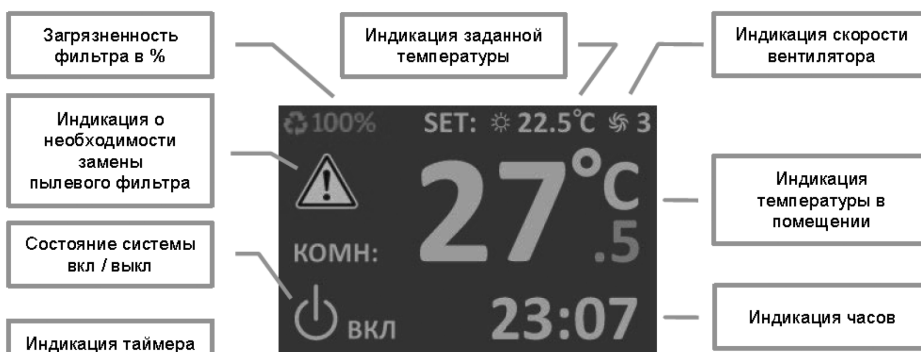 Загрязненность
фильтра в %
Индикация заданной
температуры
Индикация скорости
вентилятора
Индикация о
необходимости
замены
пылевого фильтра
100% SET: 22.5°C 3
27°C
.5
КОМН:
ВКЛ
23:07
Индикация
температуры в
помещении
Состояние системы
вкл / выкл
Индикация часов
Индикация таймера